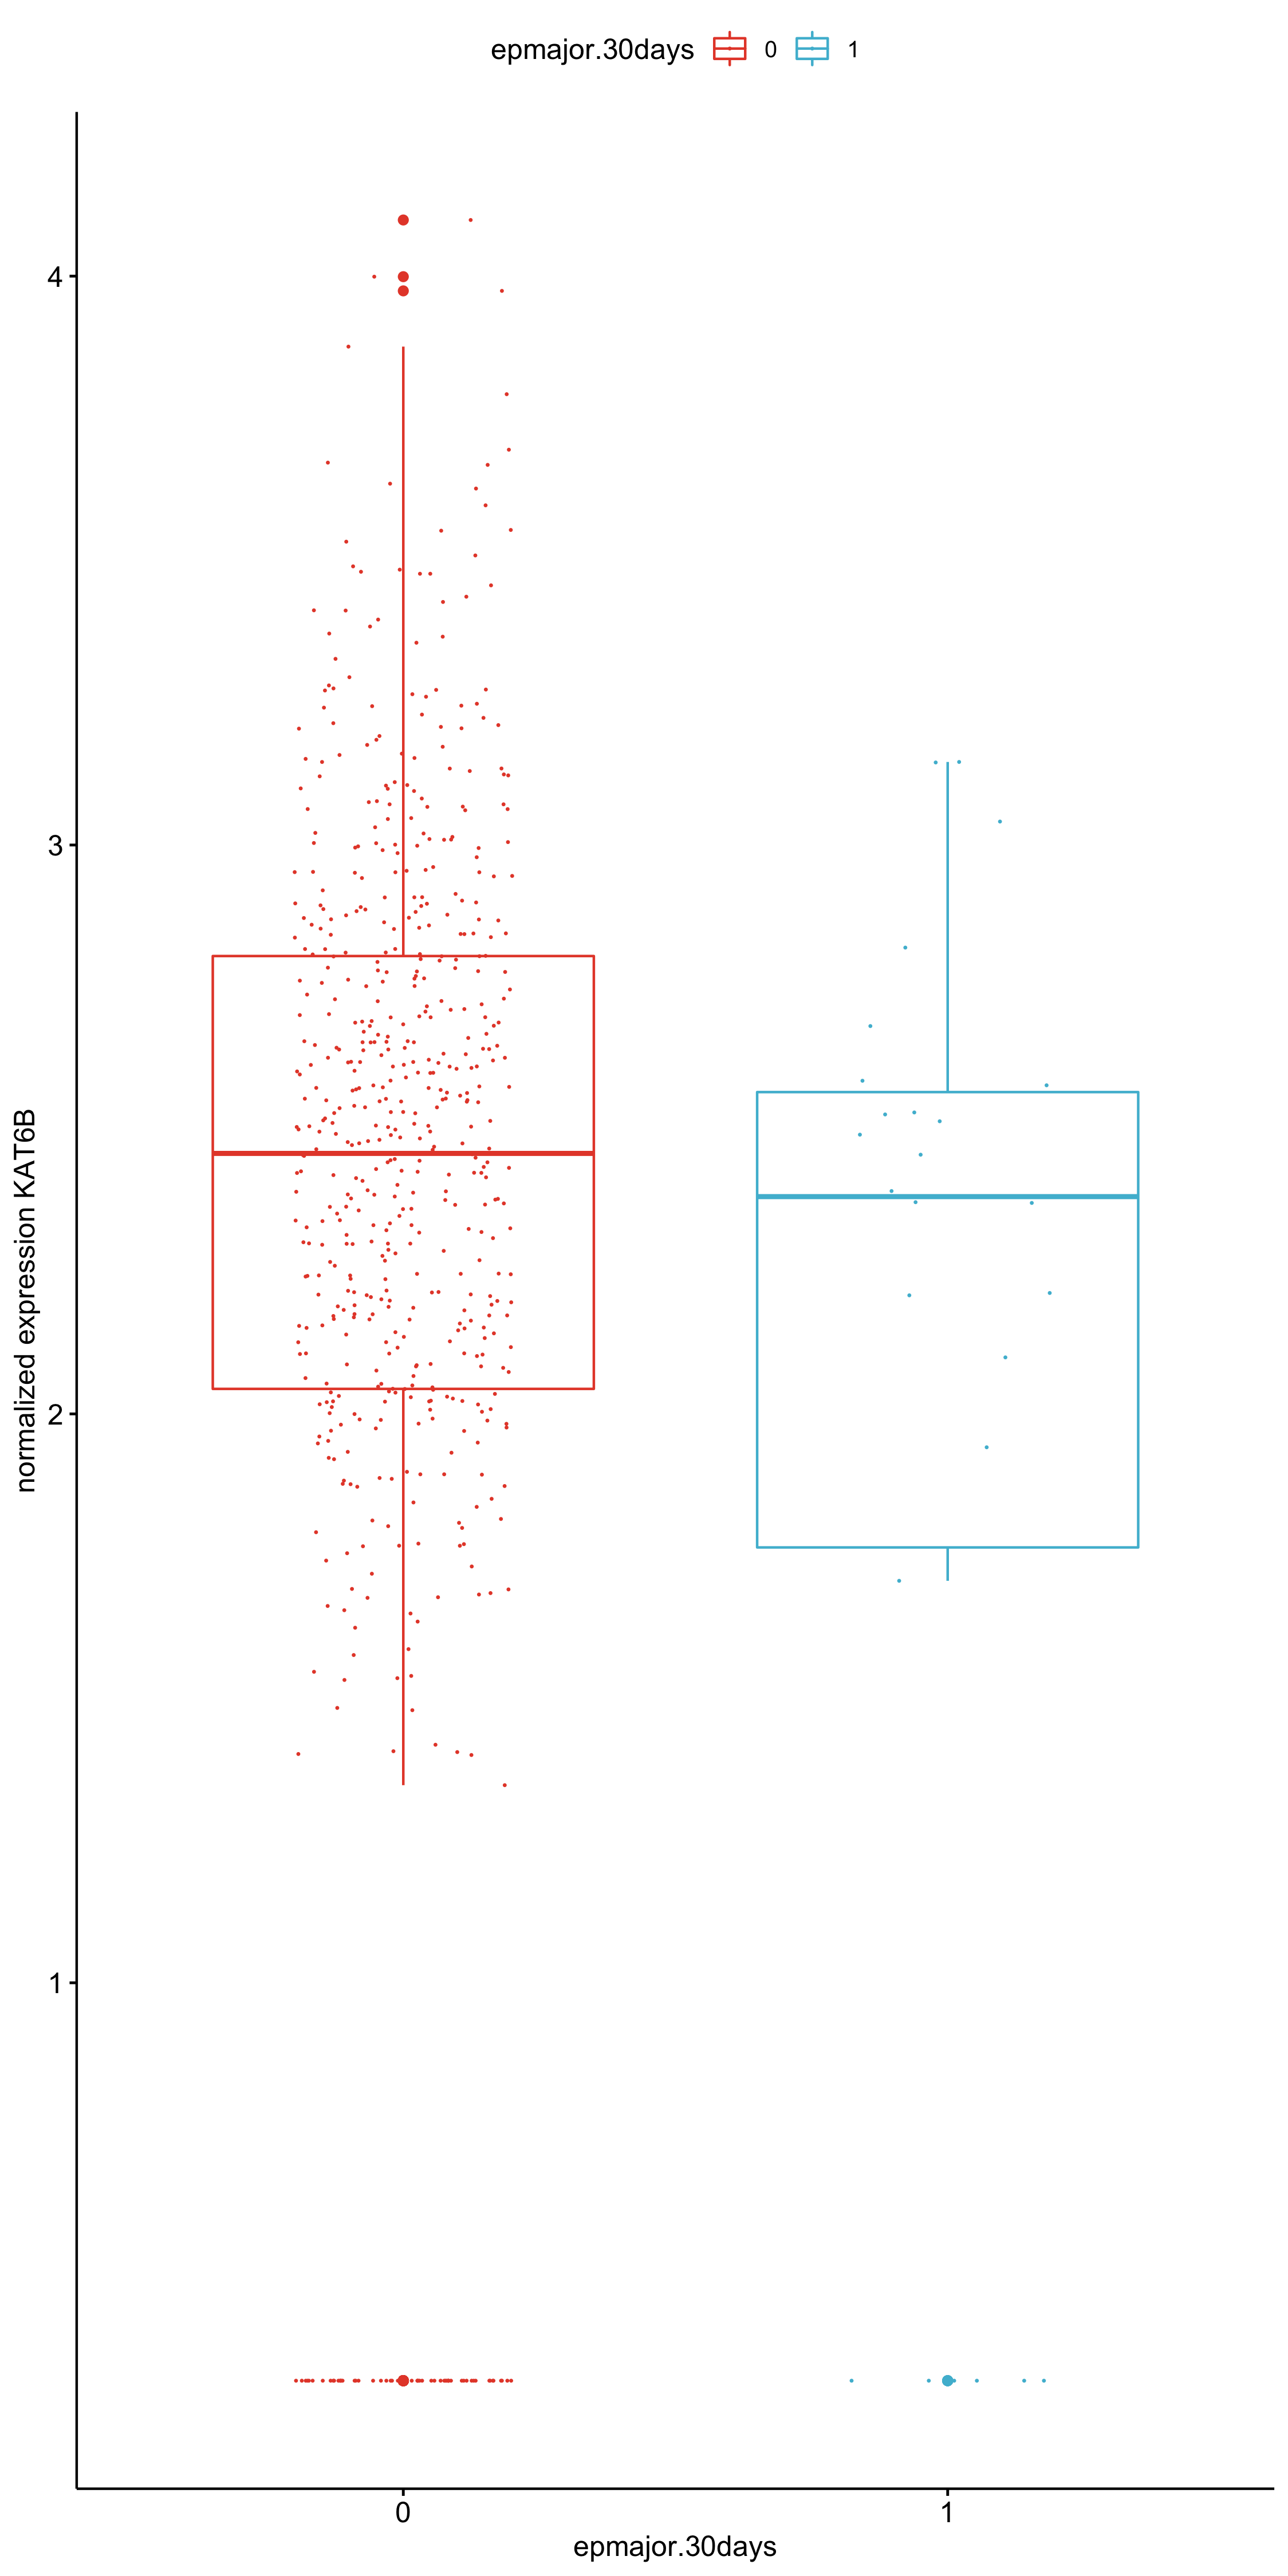 epmajor.30days 0 1
normalized expression KAT6B
4
3
2
1
0 1
epmajor.30days